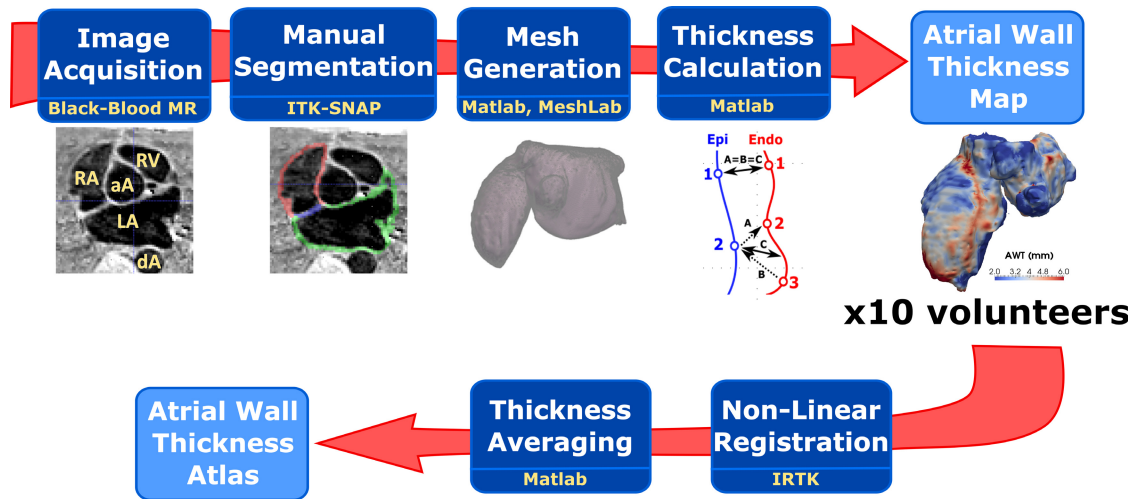 Image
Acquisition
Black-Blood MR
Manual
Segmentation
ITK-SNAP
Mesh
Generation
Matlab, MeshLab
Thickness
Calculation
Matlab
Atrial Wall
Thickness
Map
RV
RA
aA
LA
dA
Epi
Endo
A=B=C
1
1
A
2
2
C
B
3
AWT (mm)
2.0 3.2 4 4.8 6.0
x10 volunteers
Atrial Wall
Thickness
Atlas
Thickness
Averaging
Matlab
Non-Linear
Registration
IRTK